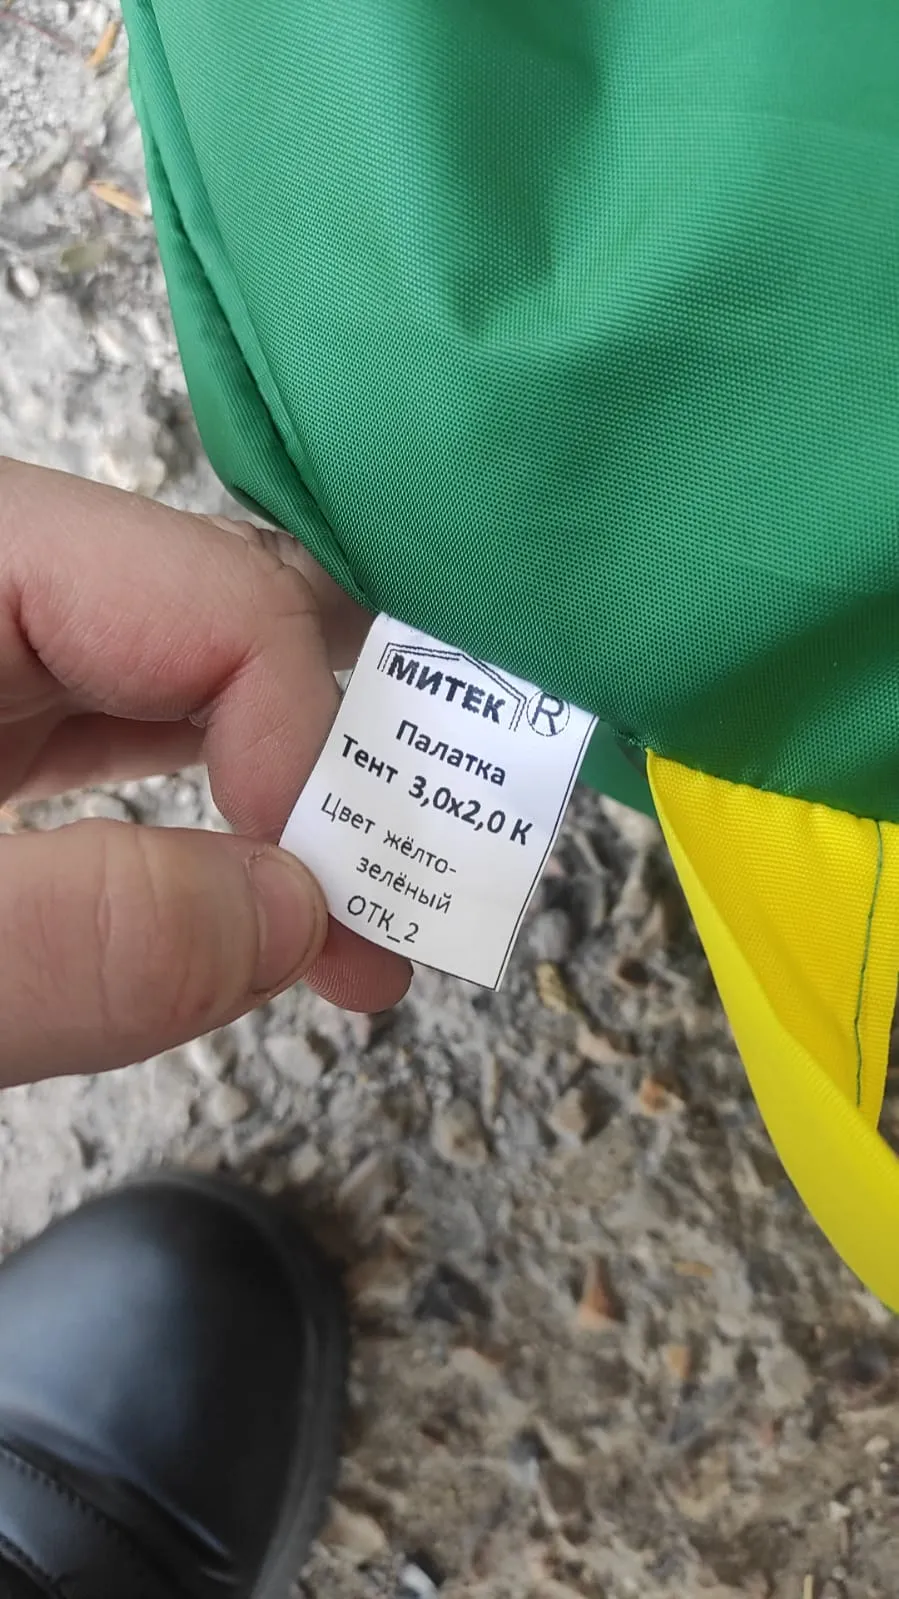 МИТЕК ®
Палатка
Тент 3,0х2,0 К
Цвет жёлто-
зелёный
ОТК_2